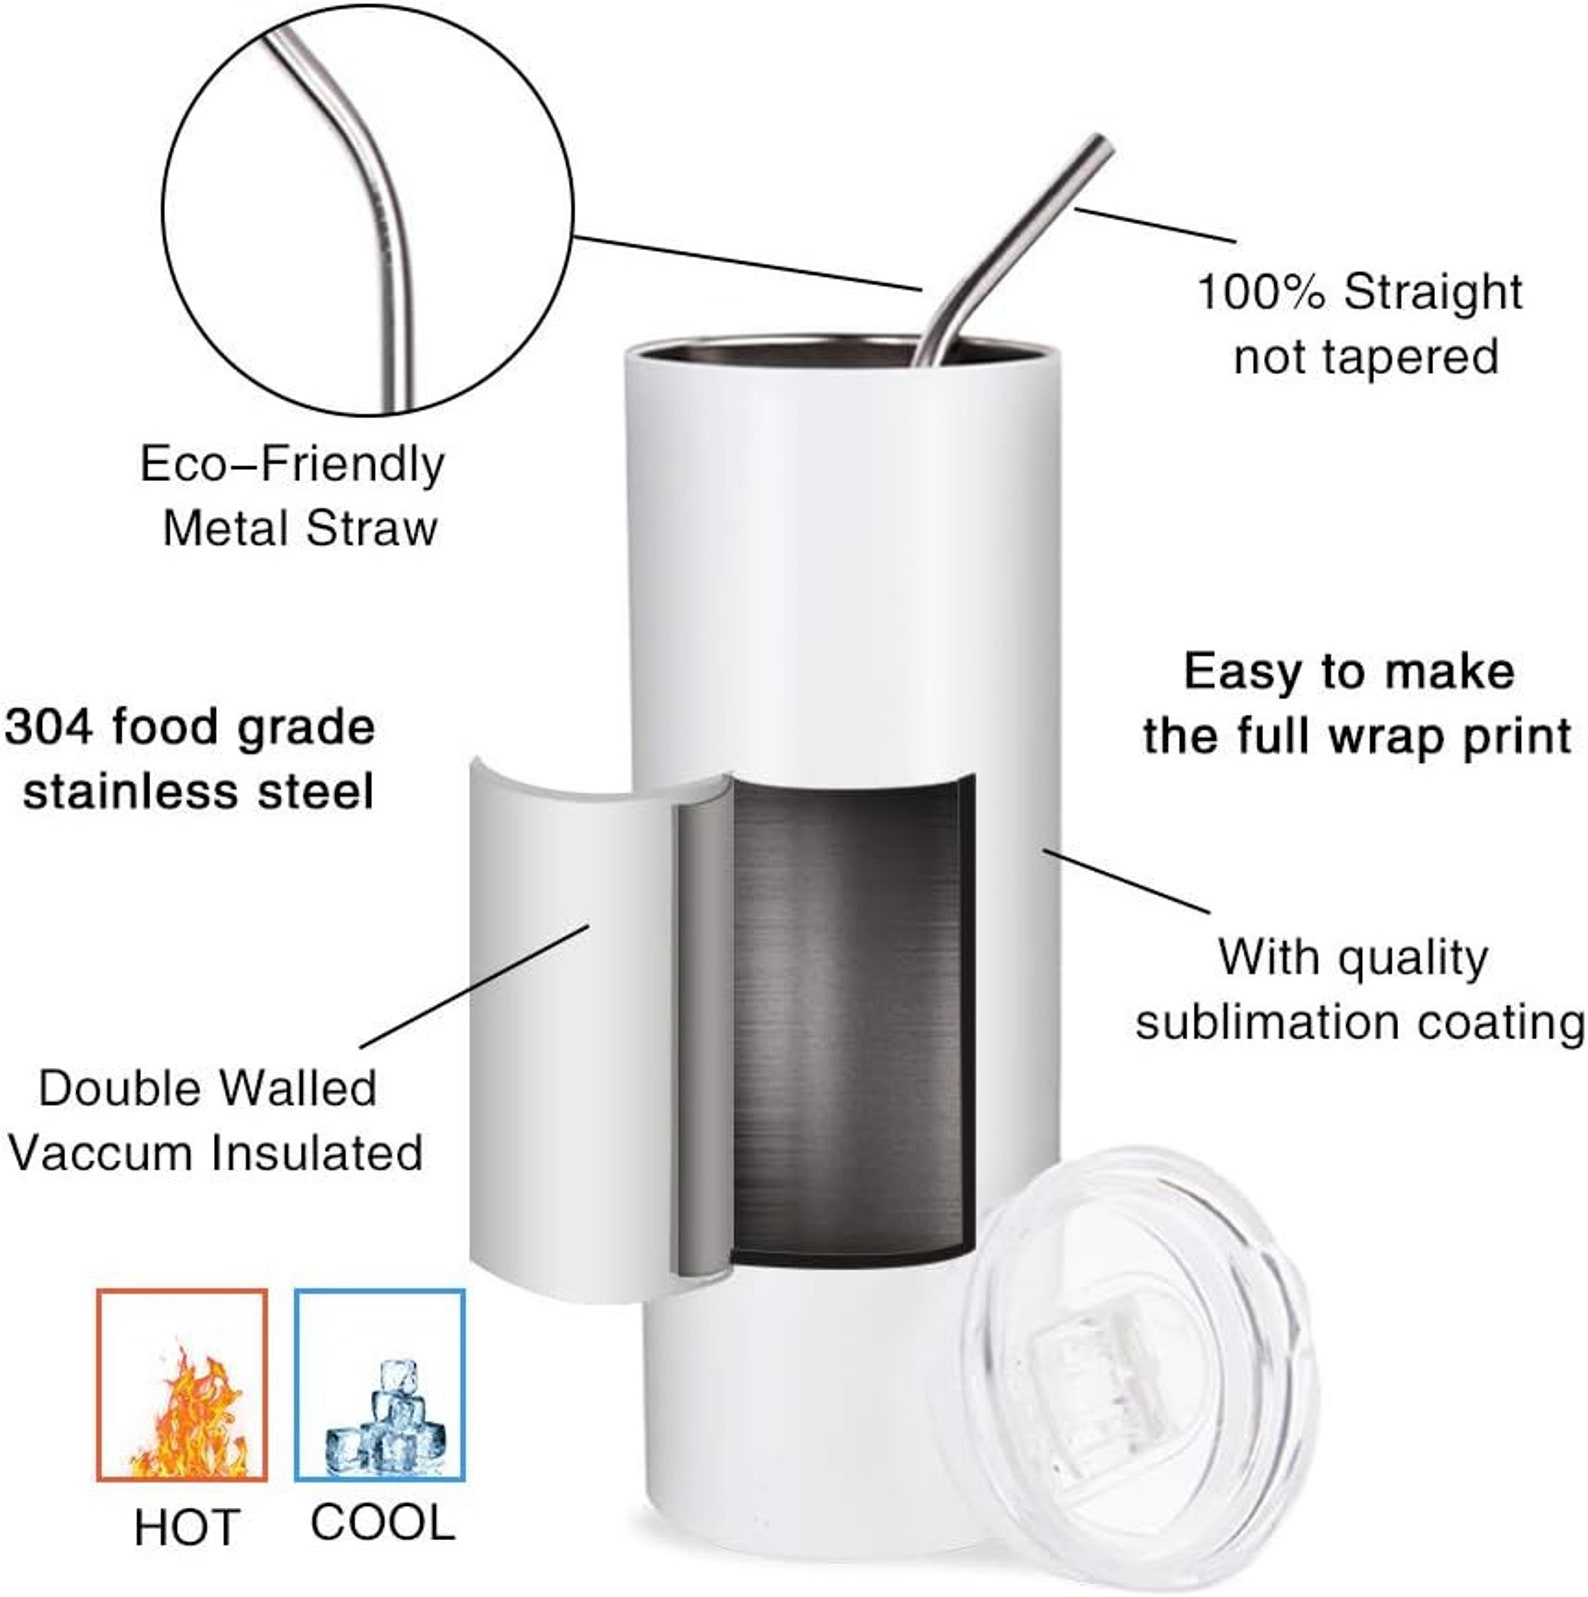 100% Straight
not tapered
Eco–Friendly
Metal Straw
Easy to make
the full wrap print
304 food grade
stainless steel
With quality
sublimation coating
Double Walled
Vaccum Insulated
HOT
COOL